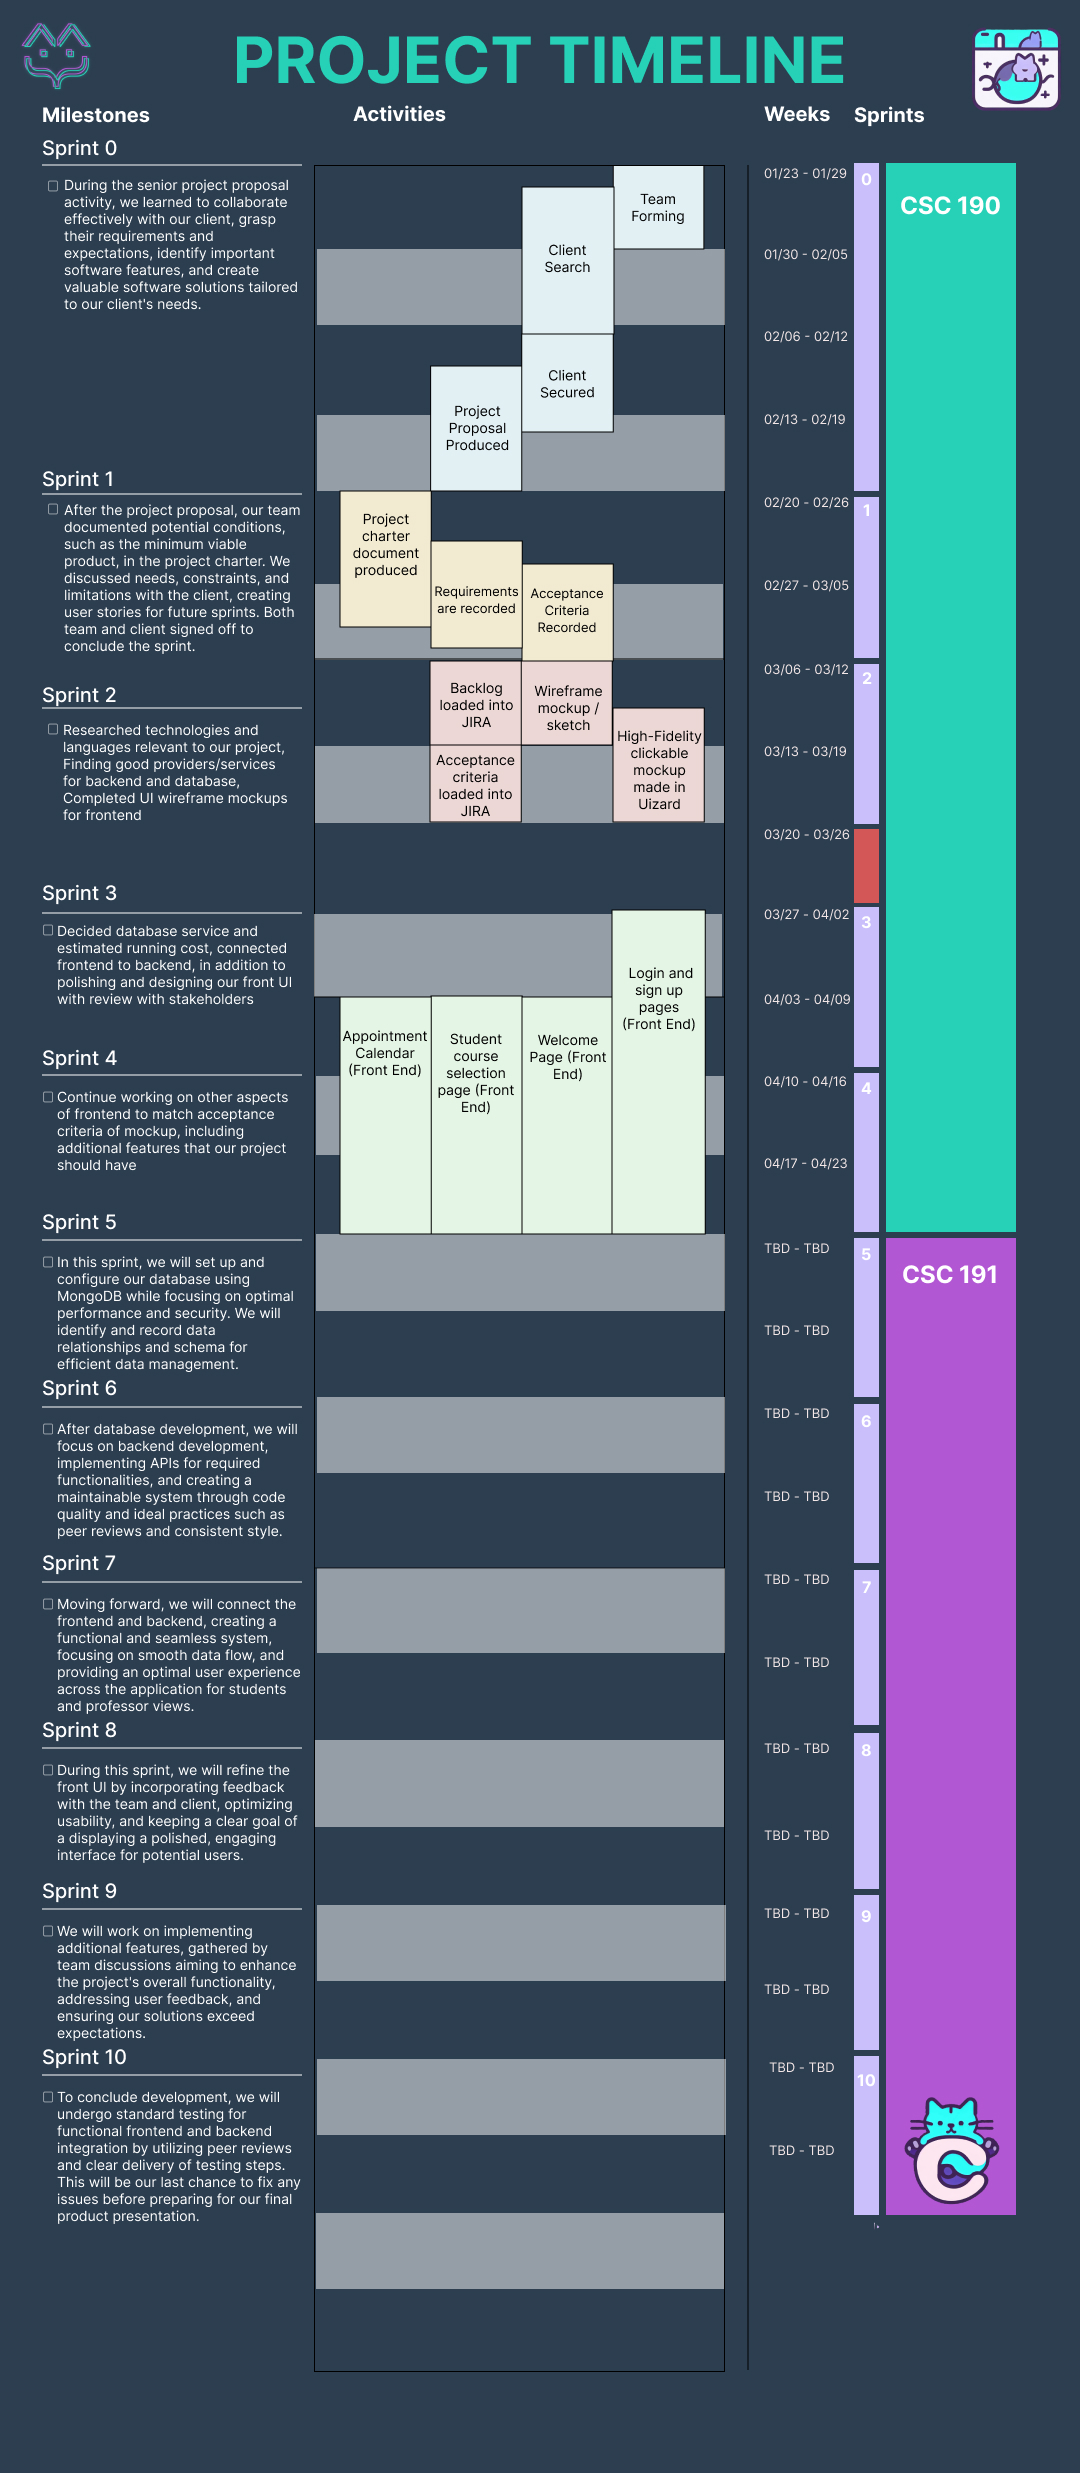 PROJECT TIMELINE
Milestones
Activities
Weeks
Sprints
Sprint 0
During the senior project proposal
activity, we learned to collaborate
effectively with our client, grasp
their requirements and
expectations, identify important
software features, and create
valuable software solutions tailored
to our client's needs.
Sprint 1
After the project proposal, our team
documented potential conditions,
such as the minimum viable
product, in the project charter. We
discussed needs, constraints, and
limitations with the client, creating
user stories for future sprints. Both
team and client signed off to
conclude the sprint.
Sprint 2
Researched technologies and
languages relevant to our project,
Finding good providers/services
for backend and database,
Completed UI wireframe mockups
for frontend
Sprint 3
Decided database service and
estimated running cost, connected
frontend to backend, in addition to
polishing and designing our front UI
with review with stakeholders
Sprint 4
Continue working on other aspects
of frontend to match acceptance
criteria of mockup, including
additional features that our project
should have
Sprint 5
In this sprint, we will set up and
configure our database using
MongoDB while focusing on optimal
performance and security. We will
identify and record data
relationships and schema for
efficient data management.
Sprint 6
After database development, we will
focus on backend development,
implementing APIs for required
functionalities, and creating a
maintainable system through code
quality and ideal practices such as
peer reviews and consistent style.
Sprint 7
Moving forward, we will connect the
frontend and backend, creating a
functional and seamless system,
focusing on smooth data flow, and
providing an optimal user experience
across the application for students
and professor views.
Sprint 8
During this sprint, we will refine the
front UI by incorporating feedback
with the team and client, optimizing
usability, and keeping a clear goal of
a displaying a polished, engaging
interface for potential users.
Sprint 9
We will work on implementing
additional features, gathered by
team discussions aiming to enhance
the project's overall functionality,
addressing user feedback, and
ensuring our solutions exceed
expectations.
Sprint 10
To conclude development, we will
undergo standard testing for
functional frontend and backend
integration by utilizing peer reviews
and clear delivery of testing steps.
This will be our last chance to fix any
issues before preparing for our final
product presentation.
Team
Forming
Client
Search
Client
Secured
Project
Proposal
Produced
Project
charter
document
produced
Requirements
are recorded
Acceptance
Criteria
Recorded
Backlog
loaded into
JIRA
Wireframe
mockup /
sketch
High-Fidelity
clickable
mockup
made in
Uizard
Acceptance
criteria
loaded into
JIRA
Login and
sign up
pages
(Front End)
Appointment
Calendar
(Front End)
Student
course
selection
page (Front
End)
Welcome
Page (Front
End)
01/23 - 01/29
01/30 - 02/05
02/06 - 02/12
02/13 - 02/19
02/20 - 02/26
02/27 - 03/05
03/06 - 03/12
03/13 - 03/19
03/20 - 03/26
03/27 - 04/02
04/03 - 04/09
04/10 - 04/16
04/17 - 04/23
TBD - TBD
TBD - TBD
TBD - TBD
TBD - TBD
TBD - TBD
TBD - TBD
TBD - TBD
TBD - TBD
TBD - TBD
TBD - TBD
TBD - TBD
TBD - TBD
0
1
2
3
4
5
6
7
8
9
10
CSC 190
CSC 191